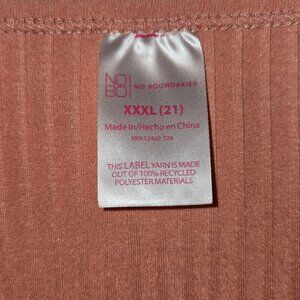 NO!
BO!
NO BOUNDARIES
XXXL (21)
Made in/Hecho en China
THIS LABEL YARN IS MADE
OUT OF 100% RECYCLED
POLYESTER MATERIALS